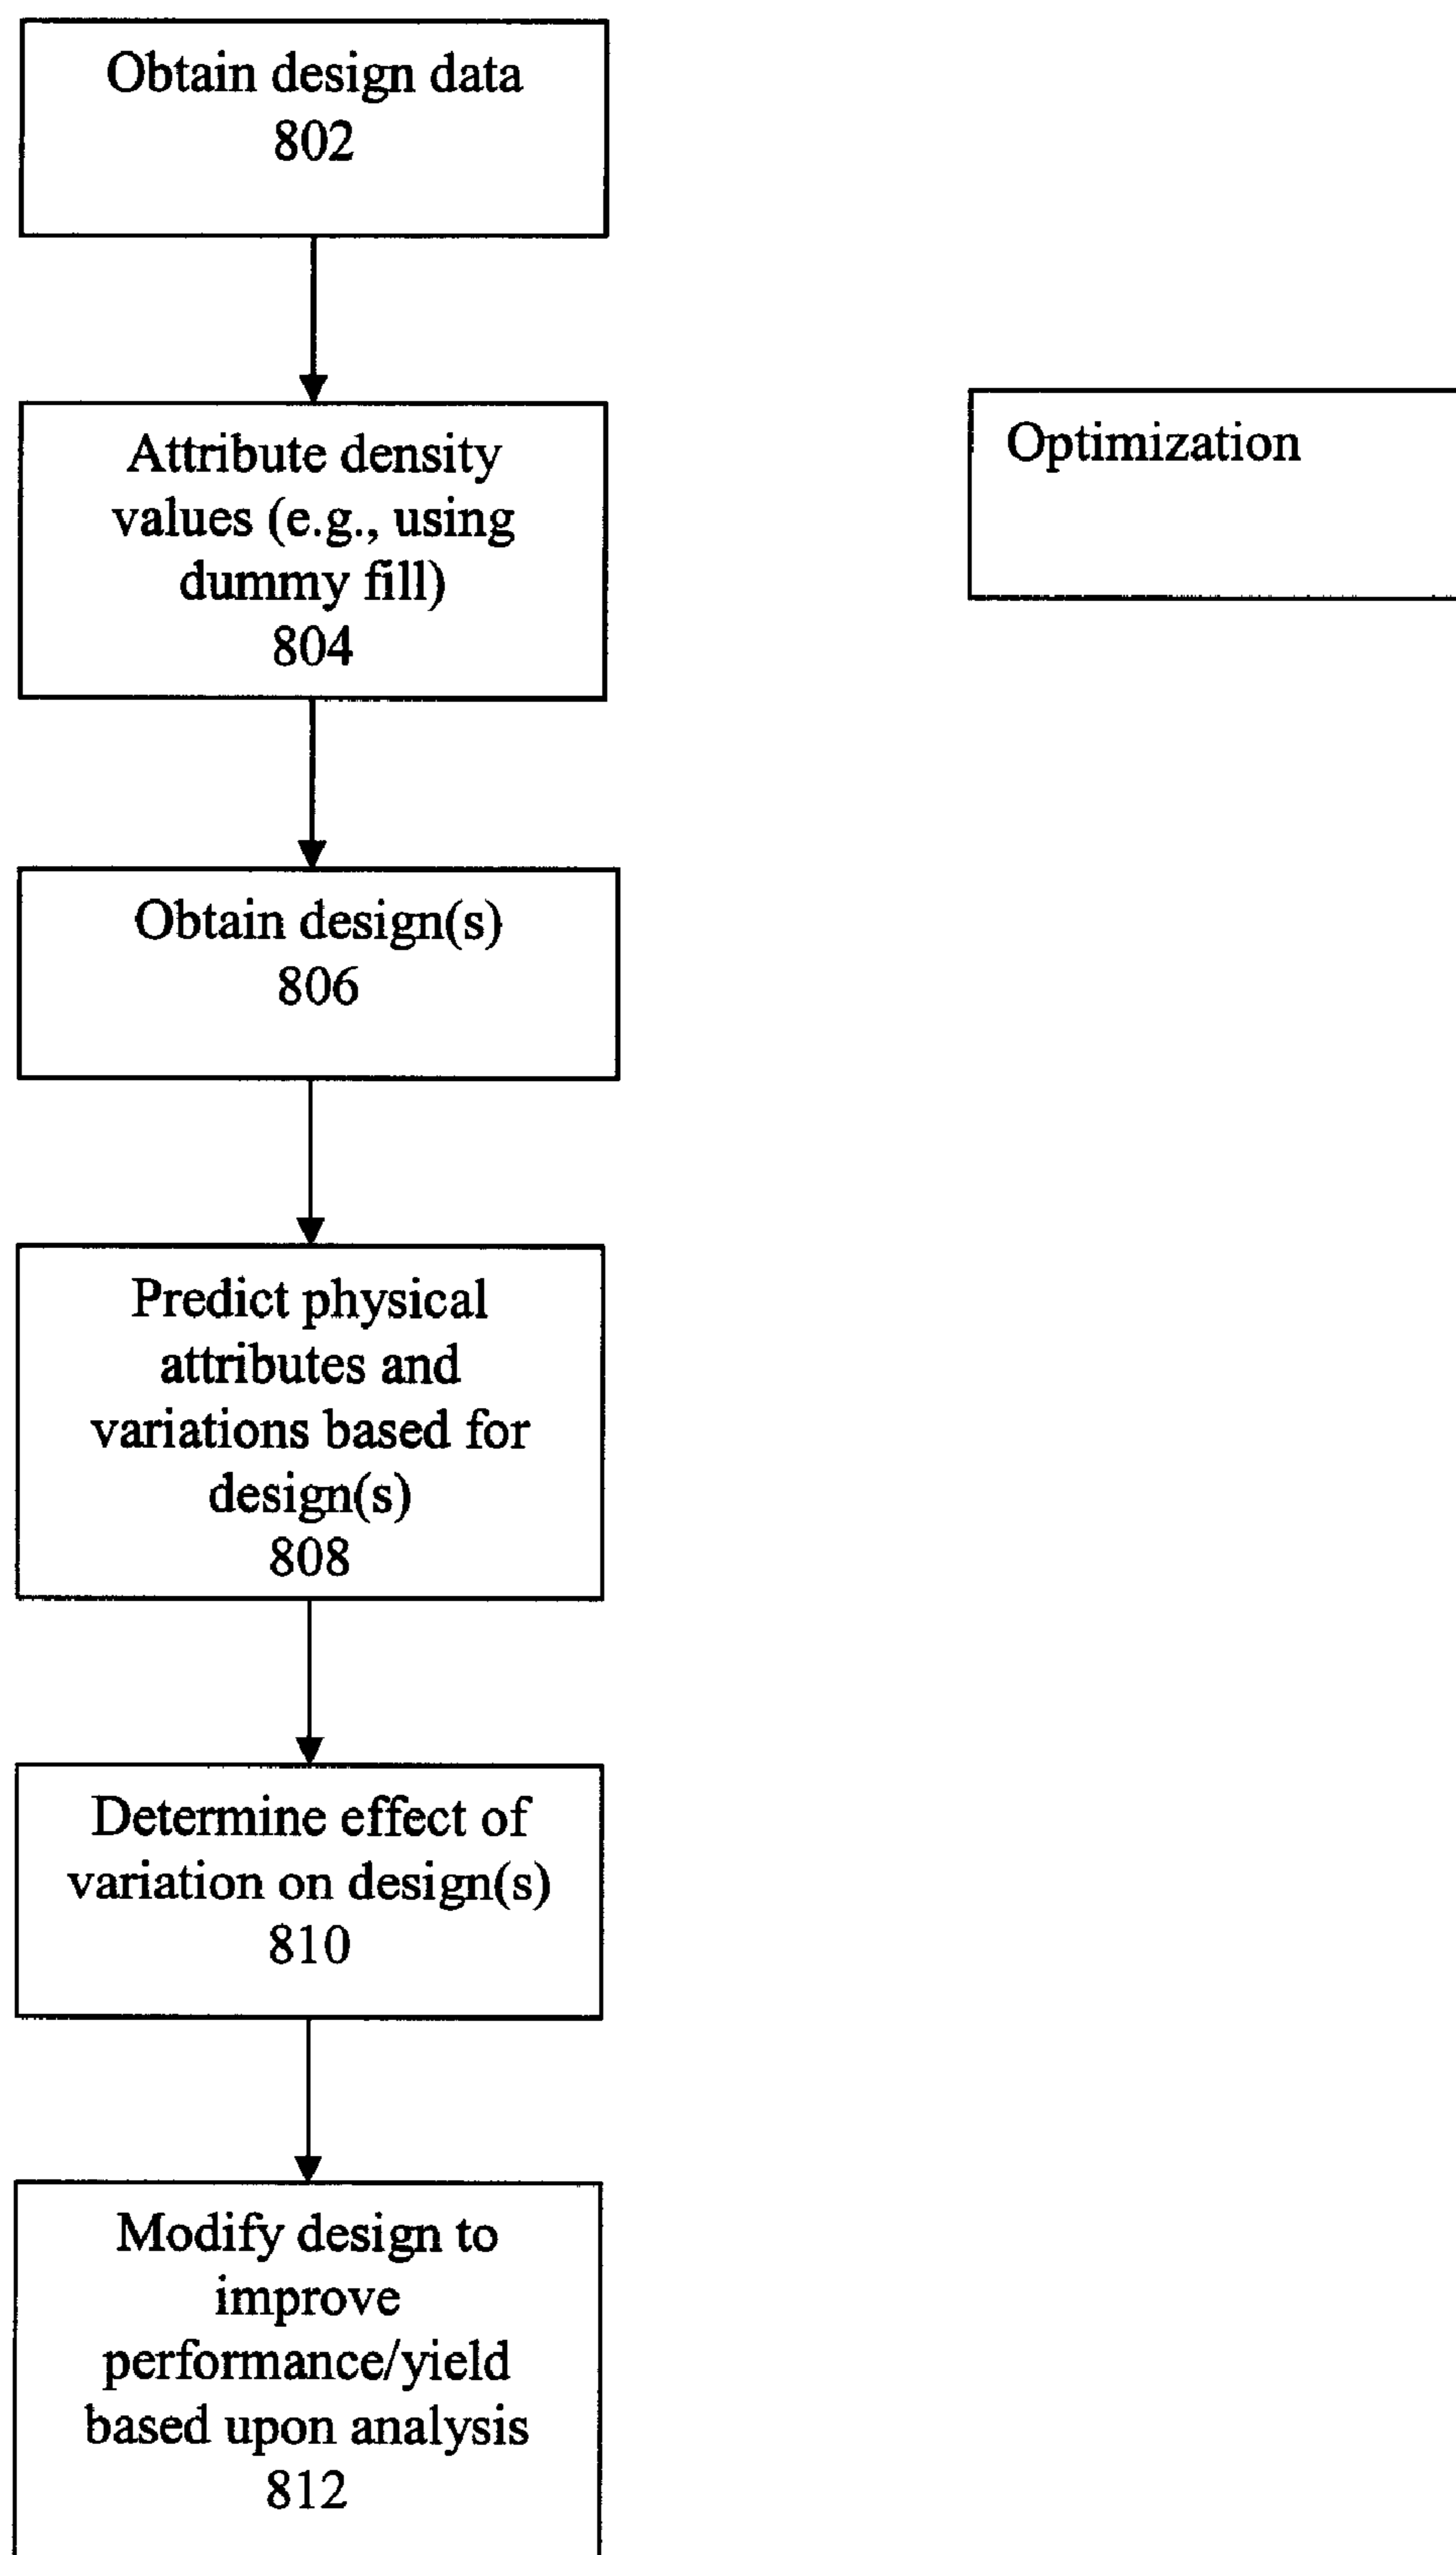 Obtain design data
802
Attribute density
values (e.g., using
dummy fill)
804
Optimization
Obtain design(s)
806
Predict physical
attributes and
variations based for
design(s)
808
Determine effect of
variation on design(s)
810
Modify design to
improve
performance/yield
based upon analysis
812